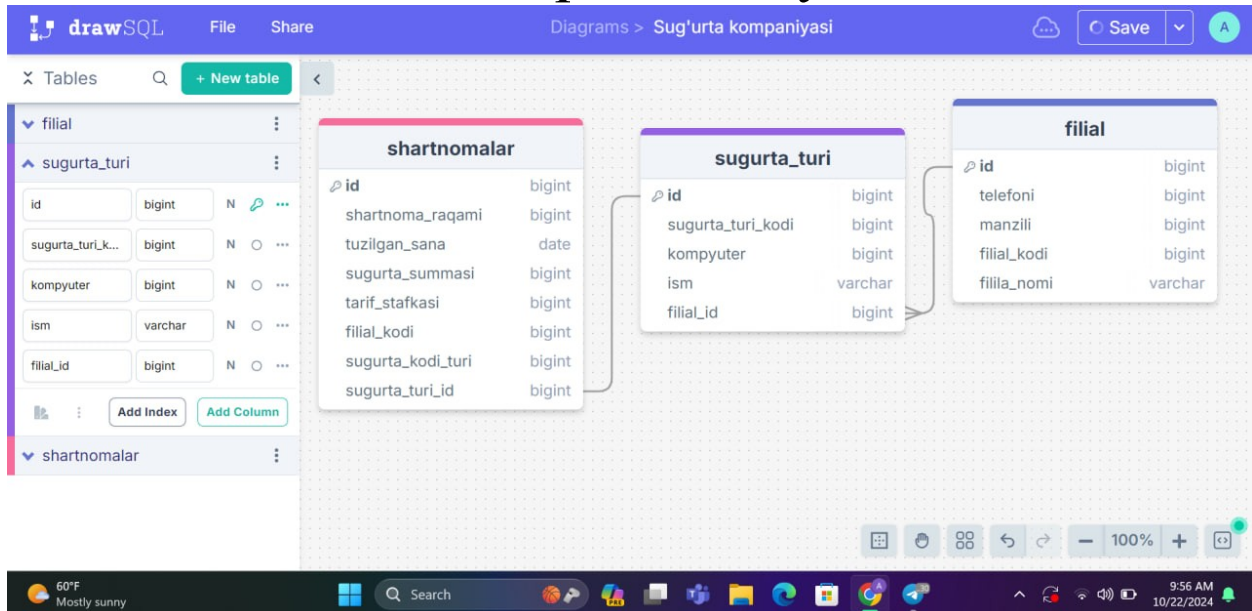 drawSQL File Share Diagrams > Sug'urta kompaniyasi Save A
Tables + New table
filial
sugurta_turi
id bigint N
sugurta_turi_k... bigint N
kompyuter bigint N
ism varchar N
filial_id bigint N
Add Index Add Column
shartnomalar
shartnomalar
id bigint
shartnoma_raqami bigint
tuzilgan_sana date
sugurta_summasi bigint
tarif_stafkasi bigint
filial_kodi bigint
sugurta_kodi_turi bigint
sugurta_turi_id bigint
sugurta_turi
id bigint
sugurta_turi_kodi bigint
kompyuter bigint
ism varchar
filial_id bigint
filial
id bigint
telefoni bigint
manzili bigint
filial_kodi bigint
filila_nomi varchar
100%
60°F
Mostly sunny
Search
PRE
9:56 AM
10/22/2024